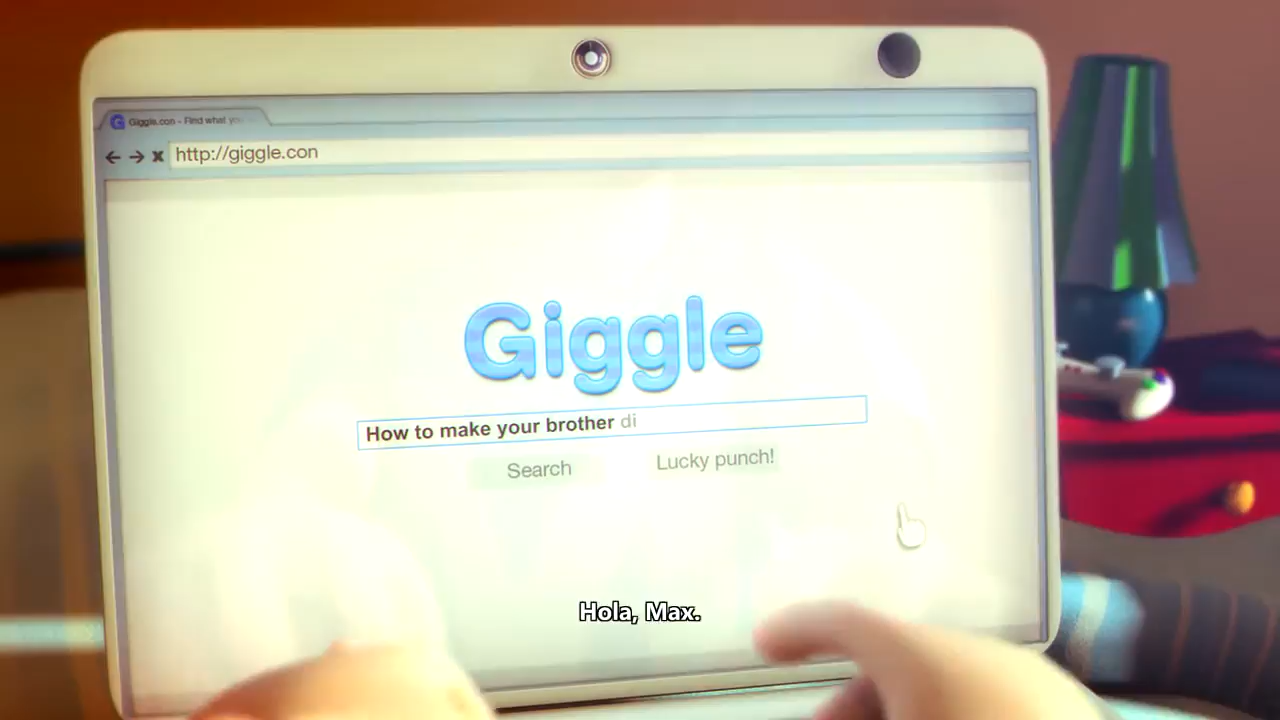 Giggle.con - Find what yo
http://giggle.con
Giggle
How to make your brother di
Search
Lucky punch!
Hola, Max.